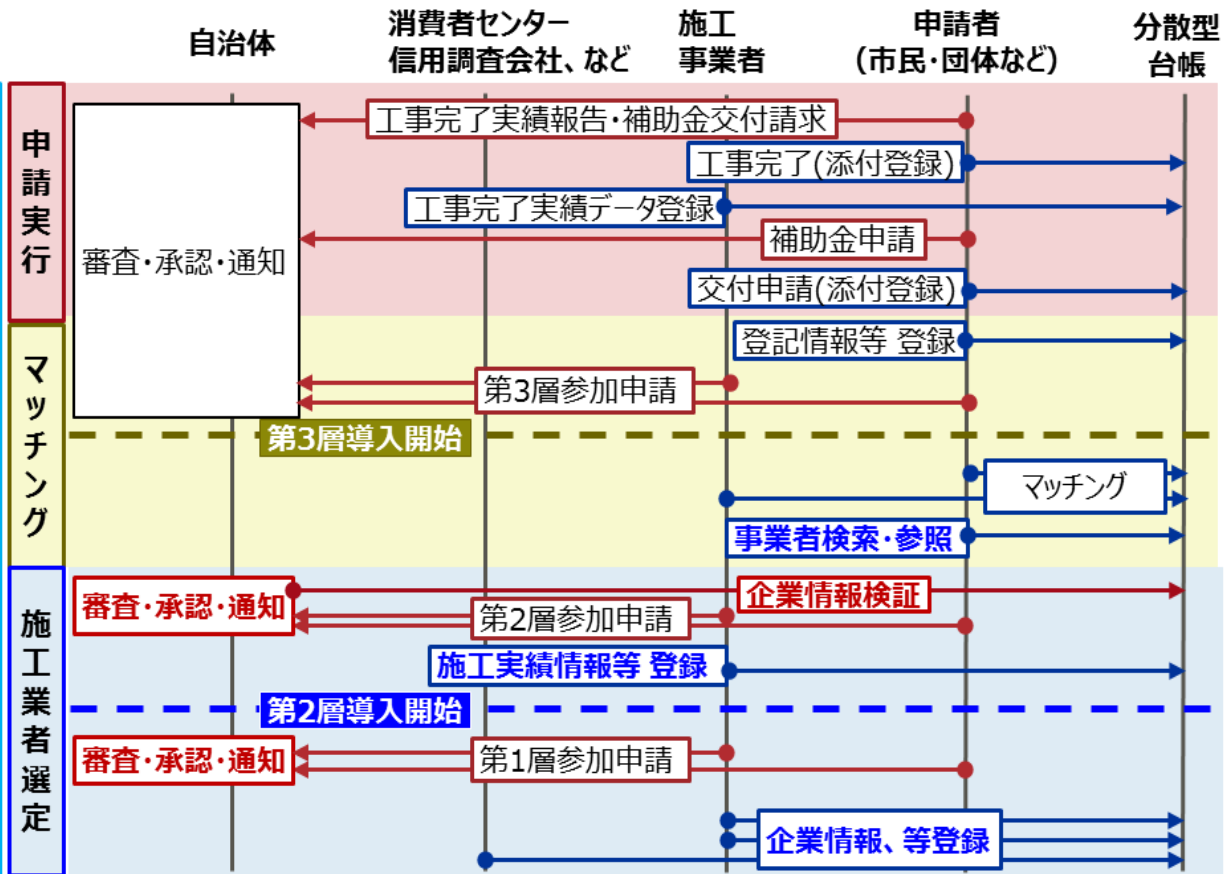 自治体
消費者センター
信用調査会社、など
施工
事業者
申請者
(市民・団体など)
分散型
台帳
申請実行
工事完了実績報告・補助金交付請求
工事完了(添付登録)
工事完了実績データ登録
補助金申請
審査・承認・通知
交付申請(添付登録)
マッチング
登記情報等 登録
第3層参加申請
第3層導入開始
マッチング
事業者検索・参照
施工業者選定
審査・承認・通知
企業情報検証
第2層参加申請
施工実績情報等 登録
第2層導入開始
審査・承認・通知
第1層参加申請
企業情報、等登録